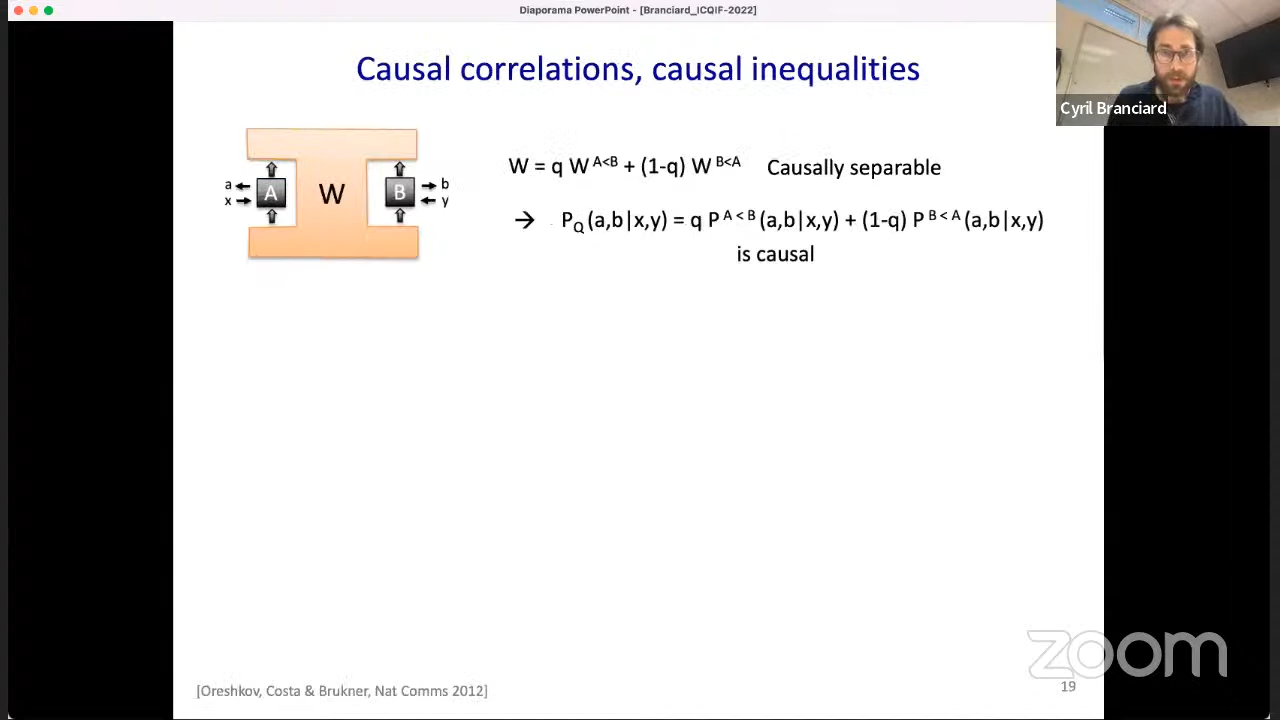 Diaporama PowerPoint - [Branciard_ICQIF-2022]
Causal correlations, causal inequalities
Cyril Branciard
W = q W A<B + (1-q) W B<A Causally separable
a A W B b
x y
→ PQ (a,b|x,y) = q P A < B (a,b|x,y) + (1-q) P B < A (a,b|x,y)
is causal
zoom
[Oreshkov, Costa & Brukner, Nat Comms 2012]
19